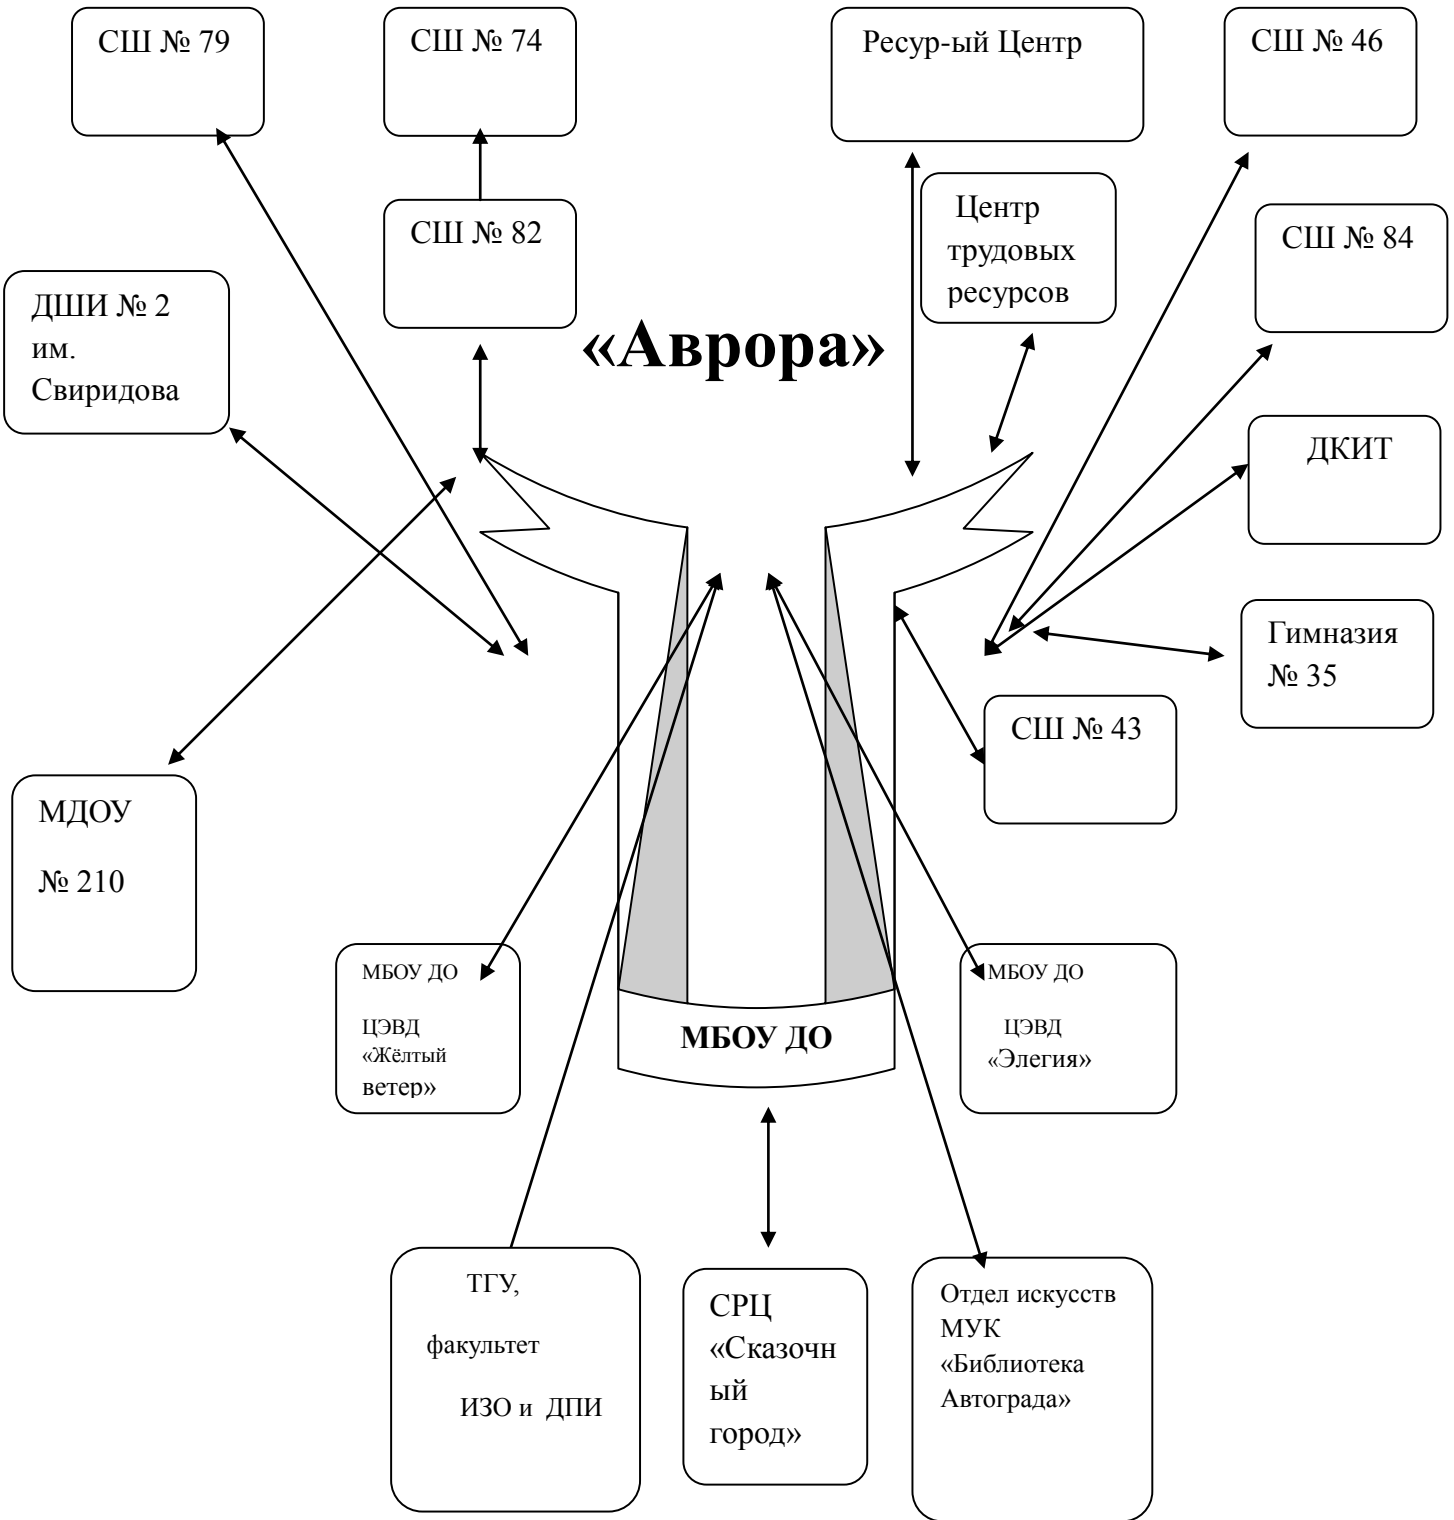 СШ № 79
СШ № 74
Ресур-ый Центр
СШ № 46
Центр
трудовых
ресурсов
СШ № 82
СШ № 84
ДШИ № 2
им.
Свиридова
«Аврора»
ДКИТ
Гимназия
№ 35
СШ № 43
МДОУ
№ 210
МБОУ ДО
ЦЭВД
«Жёлтый
ветер»
МБОУ ДО
МБОУ ДО
ЦЭВД
«Элегия»
ТГУ,
факультет
ИЗО и ДПИ
СРЦ
«Сказочн
ый
город»
Отдел искусств
МУК
«Библиотека
Автограда»